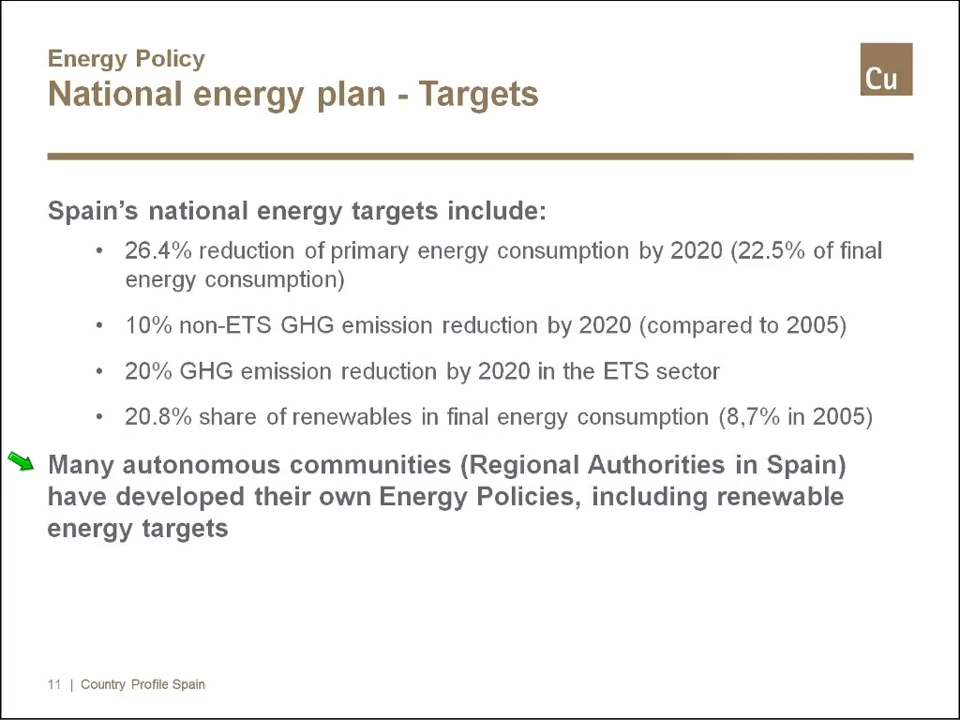 Energy Policy
National energy plan - Targets
Cu
Spain's national energy targets include:
• 26.4% reduction of primary energy consumption by 2020 (22.5% of final
energy consumption)
• 10% non-ETS GHG emission reduction by 2020 (compared to 2005)
• 20% GHG emission reduction by 2020 in the ETS sector
• 20.8% share of renewables in final energy consumption (8,7% in 2005)
Many autonomous communities (Regional Authorities in Spain)
have developed their own Energy Policies, including renewable
energy targets
11 | Country Profile Spain